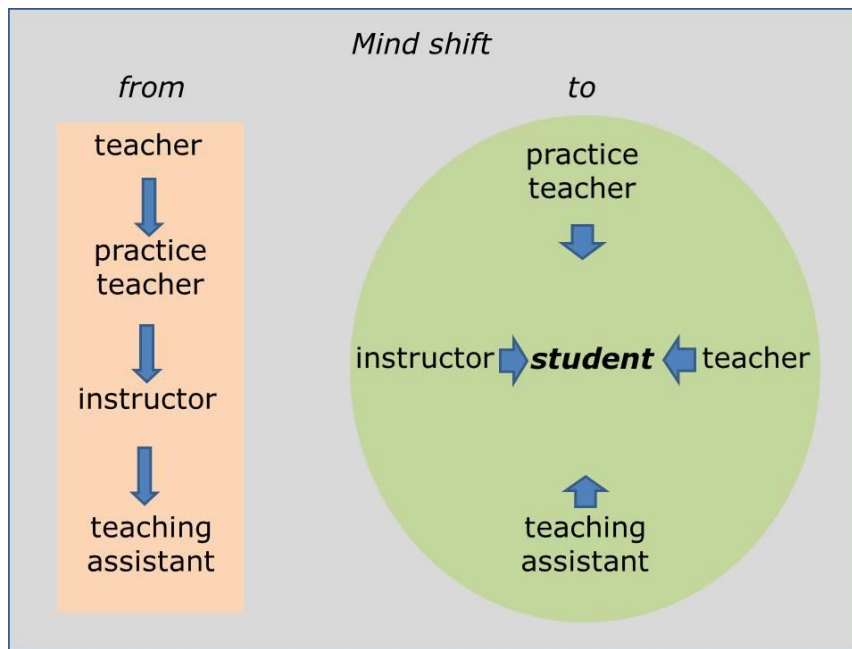 Mind shift
from
teacher
practice
teacher
instructor
teaching
assistant
to
practice
teacher
instructor student teacher
teaching
assistant